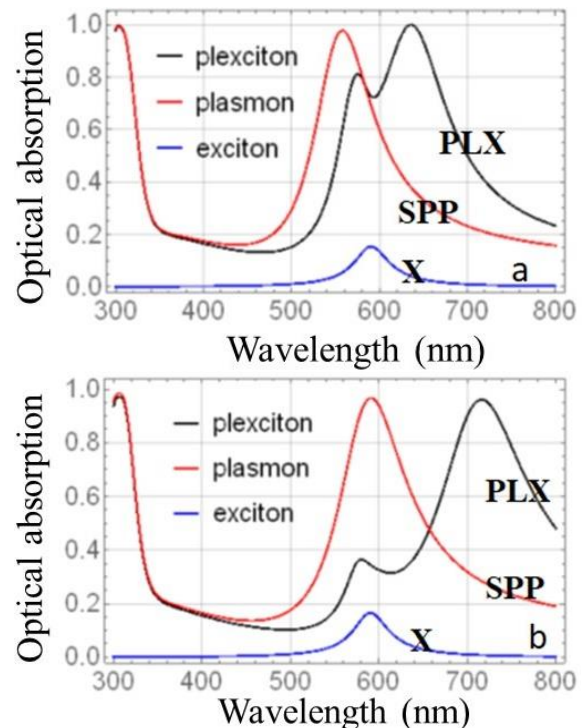 Optical absorption
1.0
0.8
0.6
0.4
0.2
0.0
plexciton
plasmon
exciton
PLX
SPP
X
a
300 400 500 600 700 800
Wavelength (nm)
Optical absorption
1.0
0.8
0.6
0.4
0.2
0.0
plexciton
plasmon
exciton
PLX
SPP
X
b
300 400 500 600 700 800
Wavelength (nm)